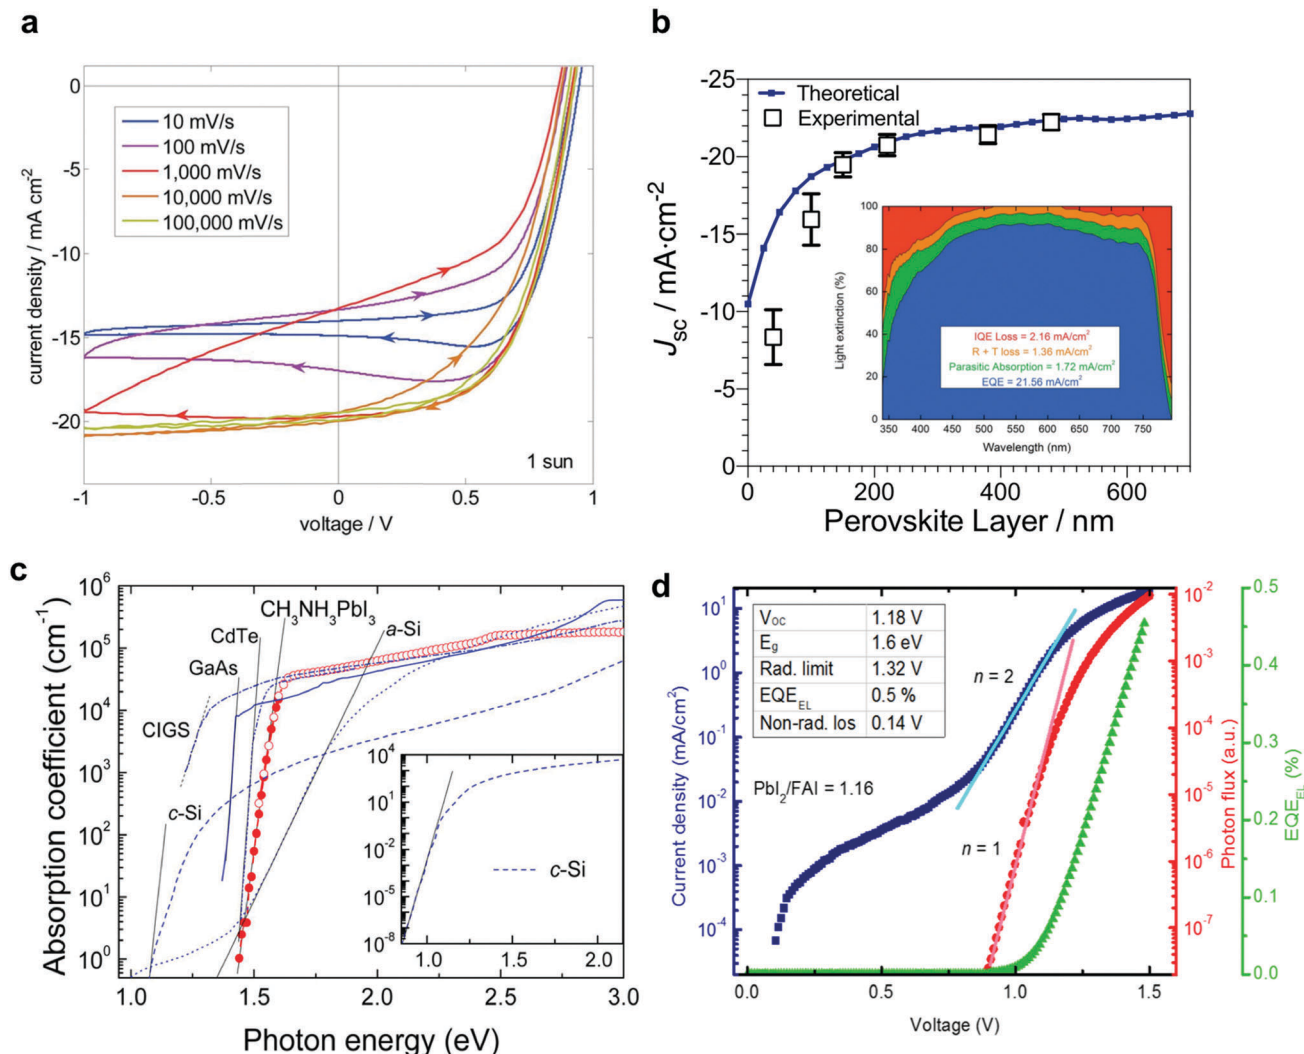 a
0
-5
-10
-15
-20
10 mV/s
100 mV/s
1,000 mV/s
10,000 mV/s
100,000 mV/s
1 sun
current density / mA cm⁻²
-1
-0.5
0
0.5
1
voltage / V
b
-25
-20
-15
-10
-5
0
Theoretical
Experimental
J_SC / mA·cm-2
100
80
60
40
20
0
Light extinction (%)
IQE Loss = 2.16 mA/cm²
R + T loss = 1.36 mA/cm²
Parasitic Absorption = 1.72 mA/cm²
EQE = 21.56 mA/cm²
350 400 450 500 550 600 650 700 750
Wavelength (nm)
0 200 400 600
Perovskite Layer / nm
c
10⁶
10⁵
10⁴
10³
10²
10¹
10⁰
Absorption coefficient (cm⁻¹)
CH₃NH₃PbI₃
CdTe
a-Si
GaAs
CIGS
c-Si
10⁴
10¹
10⁻²
10⁻⁵
10⁻⁸
c-Si
1.0 1.5 2.0
1.0 1.5 2.0 2.5 3.0
Photon energy (eV)
d
10¹
10⁰
10⁻¹
10⁻²
10⁻³
10⁻⁴
Current density (mA/cm²)
V_OC 1.18 V
E_g 1.6 eV
Rad. limit 1.32 V
EQE_EL 0.5 %
Non-rad. los 0.14 V
n = 2
PbI₂/FAI = 1.16
n = 1
10⁻²
10⁻³
10⁻⁴
10⁻⁵
10⁻⁶
10⁻⁷
Photon flux (a.u.)
0.5
0.4
0.3
0.2
0.1
0.0
EQE_EL (%)
0.0 0.5 1.0 1.5
Voltage (V)